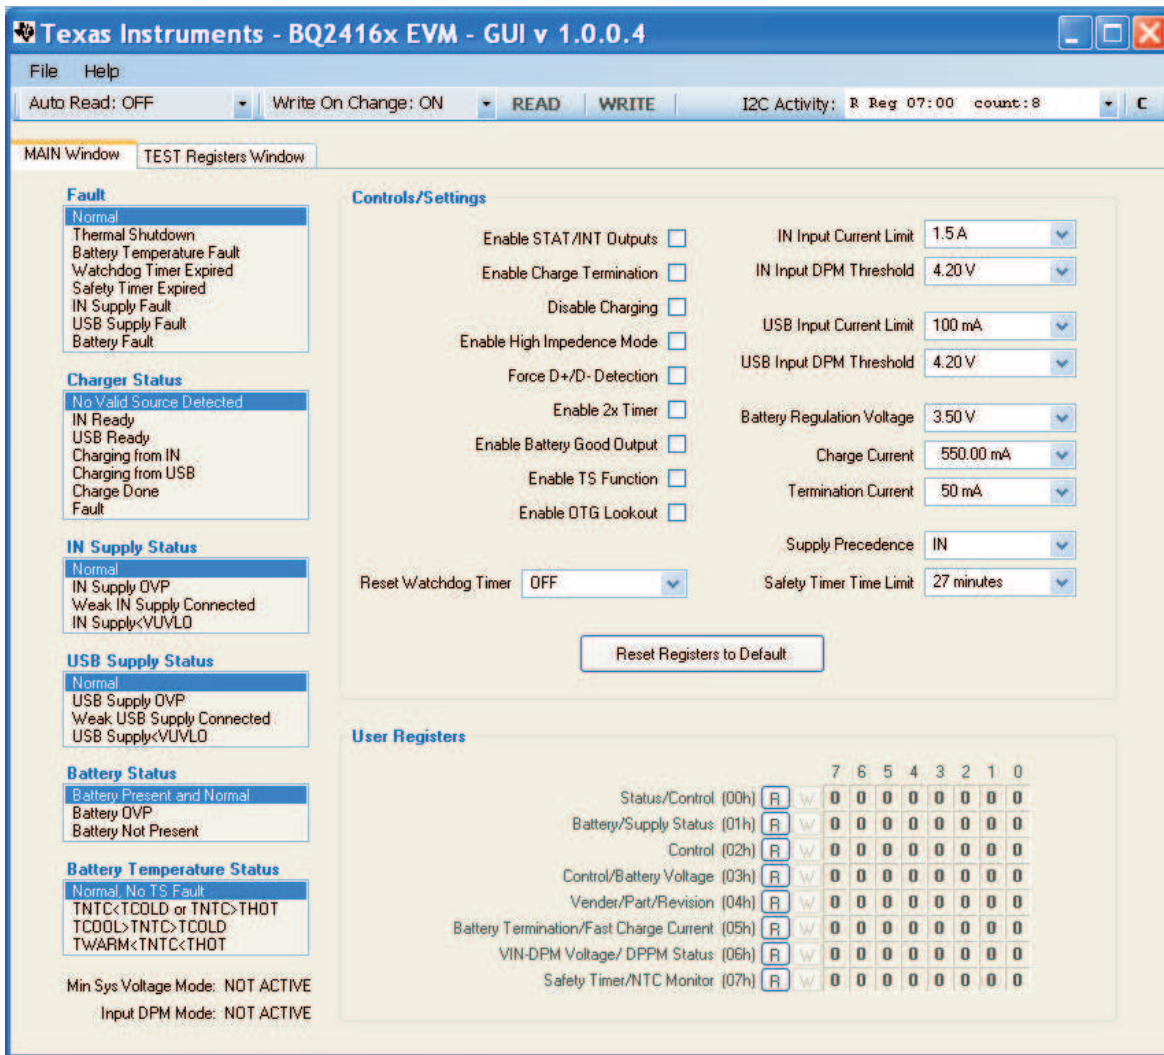 Texas Instruments - BQ2416x EVM - GUI v 1.0.0.4
File Help
Auto Read: OFF Write On Change: ON READ WRITE I2C Activity: R Reg 07:00 count:8 C
MAIN Window TEST Registers Window
Fault
Normal
Thermal Shutdown
Battery Temperature Fault
Watchdog Timer Expired
Safety Timer Expired
IN Supply Fault
USB Supply Fault
Battery Fault
Charger Status
No Valid Source Detected
IN Ready
USB Ready
Charging from IN
Charging from USB
Charge Done
Fault
IN Supply Status
Normal
IN Supply OVP
Weak IN Supply Connected
IN Supply<VUVLO
USB Supply Status
Normal
USB Supply OVP
Weak USB Supply Connected
USB Supply<VUVLO
Battery Status
Battery Present and Normal
Battery OVP
Battery Not Present
Battery Temperature Status
Normal, No TS Fault
TNTC<TCOLD or TNTC>THOT
TCOOL>TNTC>TCOLD
TWARM<TNTC<THOT
Min Sys Voltage Mode: NOT ACTIVE
Input DPM Mode: NOT ACTIVE
Controls/Settings
Enable STAT/INT Outputs
Enable Charge Termination
Disable Charging
Enable High Impedence Mode
Force D+/D- Detection
Enable 2x Timer
Enable Battery Good Output
Enable TS Function
Enable OTG Lookout
Reset Watchdog Timer OFF
IN Input Current Limit 1.5 A
IN Input DPM Threshold 4.20 V
USB Input Current Limit 100 mA
USB Input DPM Threshold 4.20 V
Battery Regulation Voltage 3.50 V
Charge Current 550.00 mA
Termination Current 50 mA
Supply Precedence IN
Safety Timer Time Limit 27 minutes
Reset Registers to Default
User Registers
7 6 5 4 3 2 1 0
Status/Control (00h) R W 0 0 0 0 0 0 0 0
Battery/Supply Status (01h) R W 0 0 0 0 0 0 0 0
Control (02h) R W 0 0 0 0 0 0 0 0
Control/Battery Voltage (03h) R W 0 0 0 0 0 0 0 0
Vender/Part/Revision (04h) R W 0 0 0 0 0 0 0 0
Battery Termination/Fast Charge Current (05h) R W 0 0 0 0 0 0 0 0
VIN-DPM Voltage/ DPPM Status (06h) R W 0 0 0 0 0 0 0 0
Safety Timer/NTC Monitor (07h) R W 0 0 0 0 0 0 0 0